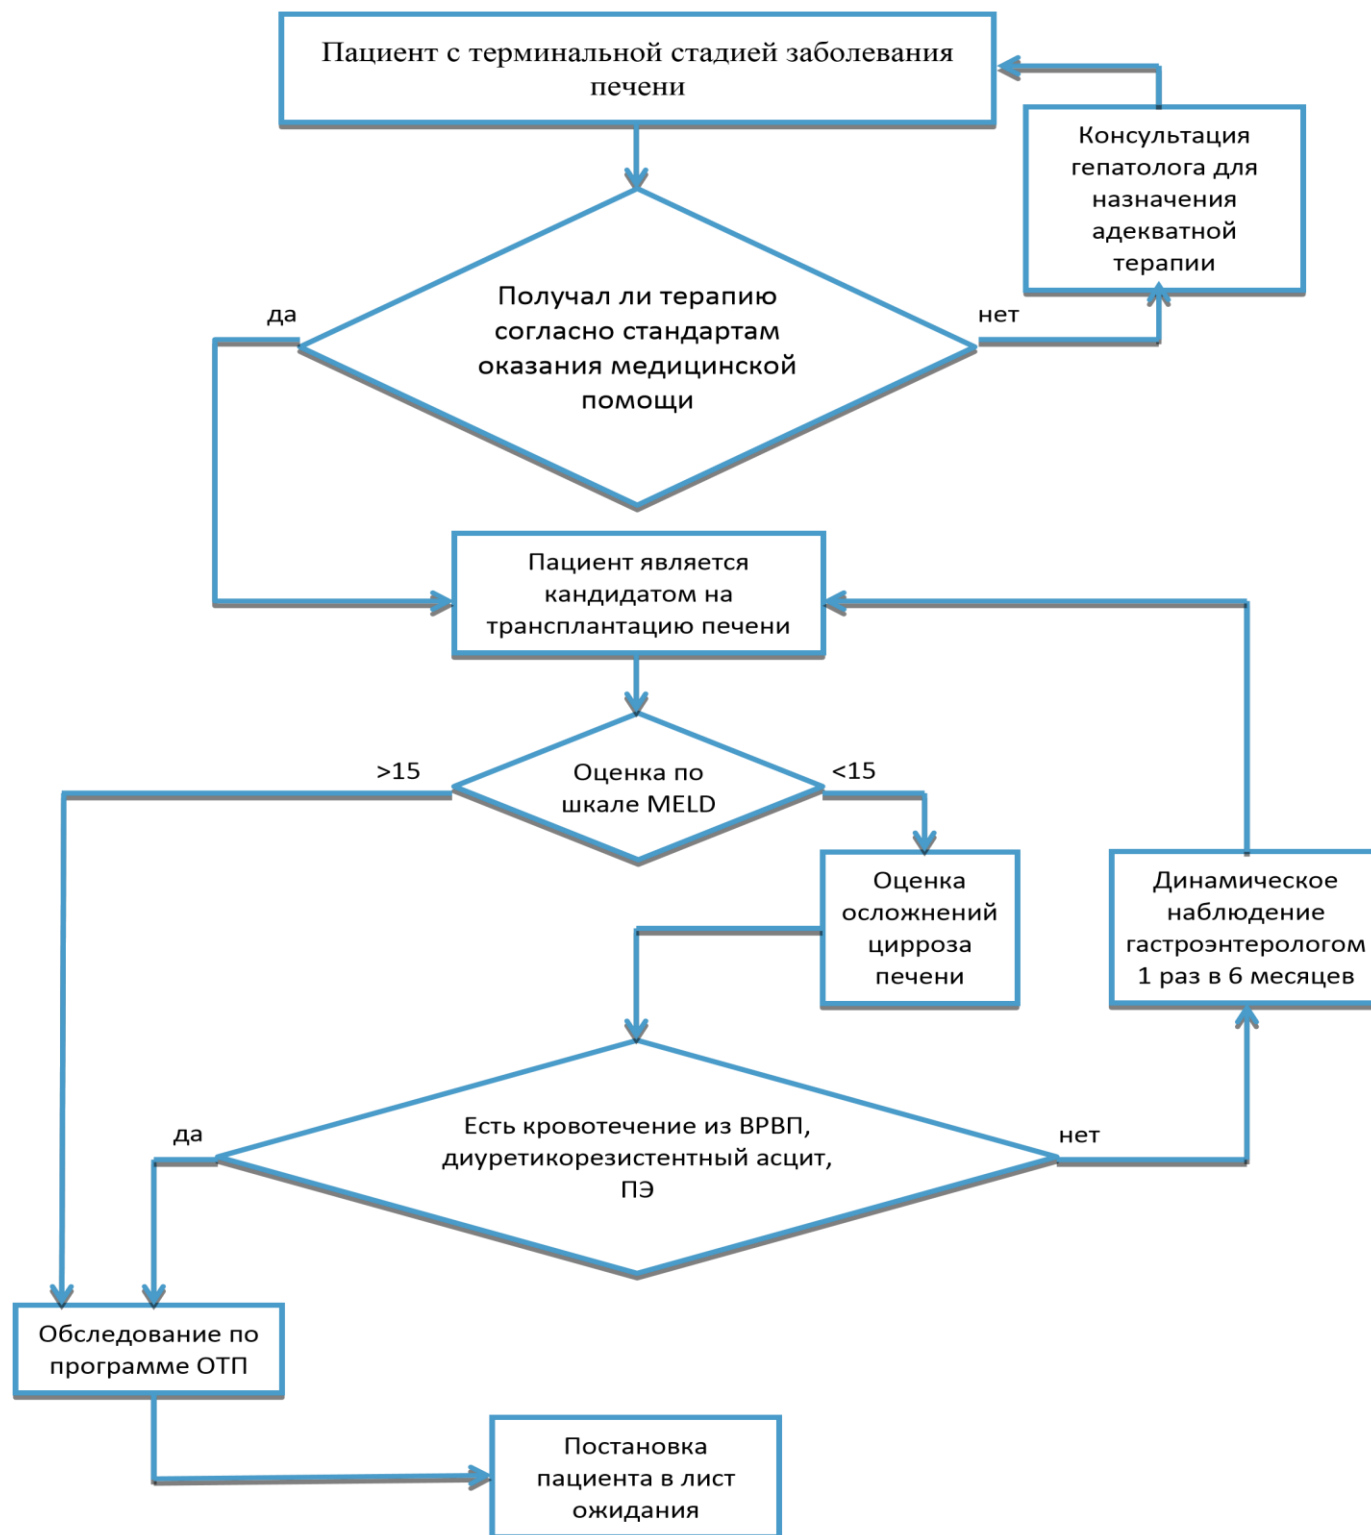 Пациент с терминальной стадией заболевания
печени
Консультация
гепатолога для
назначения
адекватной
терапии
Получал ли терапию
согласно стандартам
оказания медицинской
помощи
да
нет
Пациент является
кандидатом на
трансплантацию печени
>15
Оценка по
шкале MELD
<15
Оценка
осложнений
цирроза
печени
Динамическое
наблюдение
гастроэнтерологом
1 раз в 6 месяцев
да
Есть кровотечение из ВРВП,
диуретикорезистентный асцит,
ПЭ
нет
Обследование по
программе ОТП
Постановка
пациента в лист
ожидания